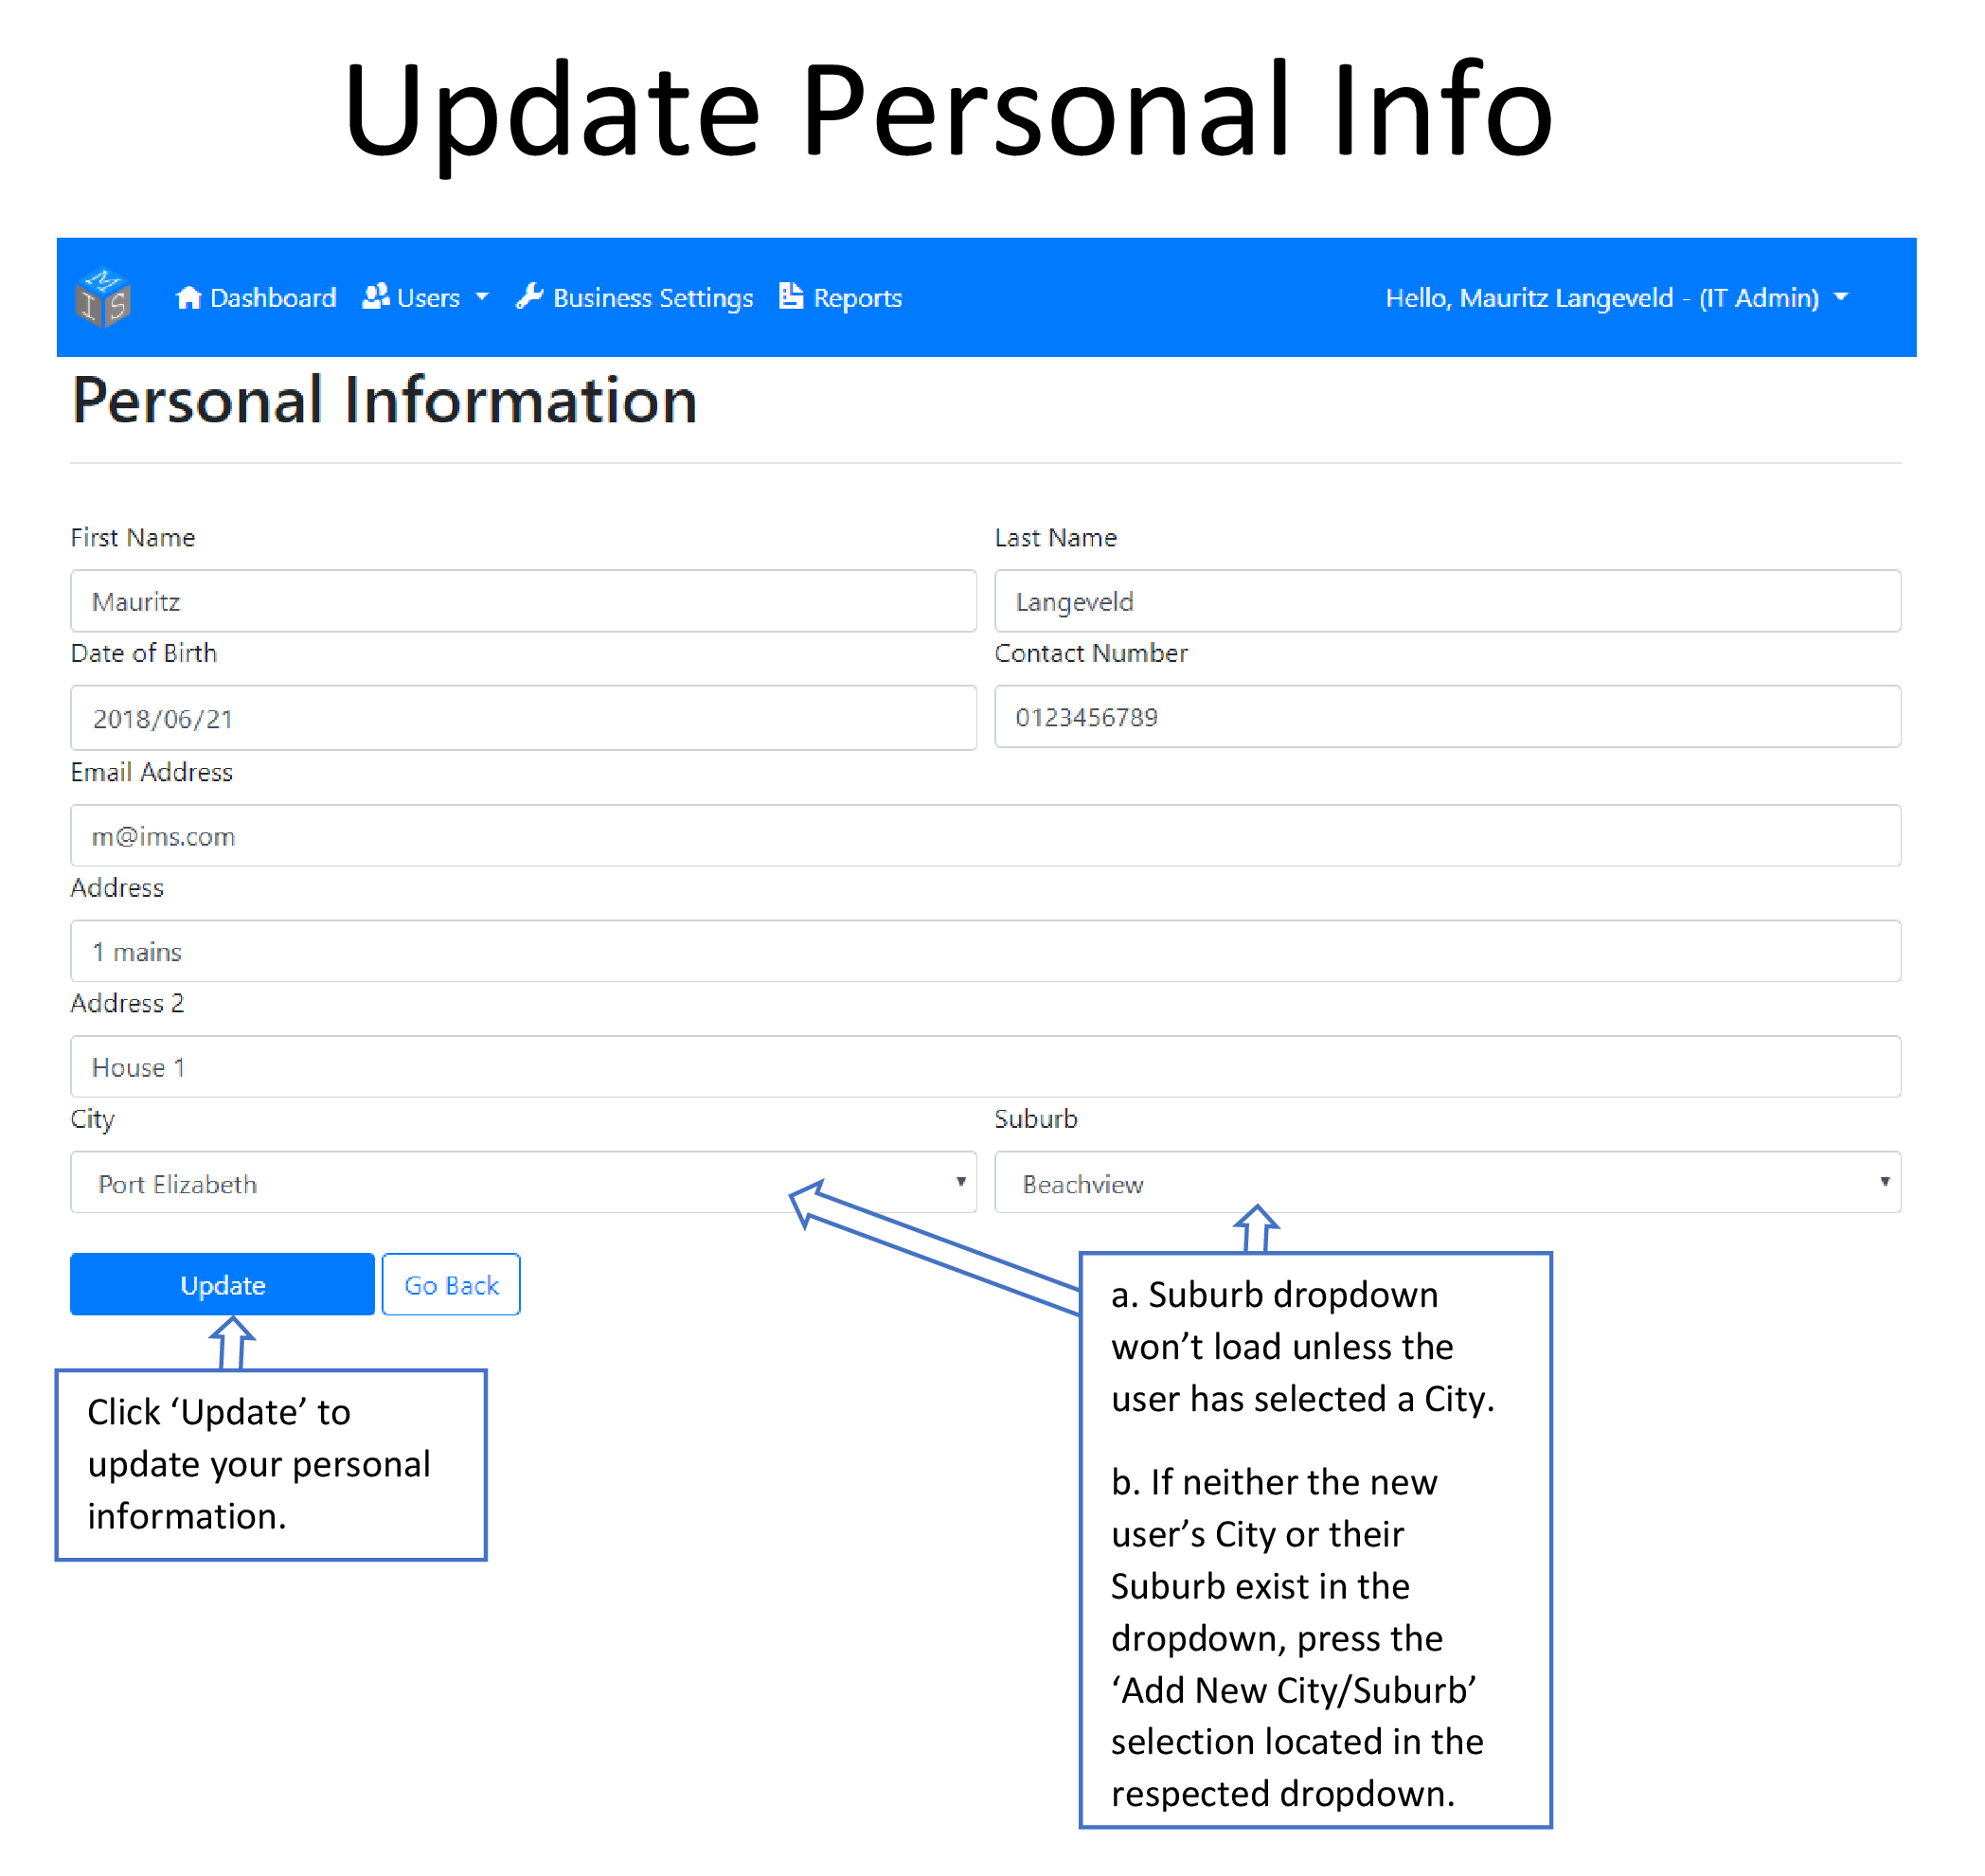 Update Personal Info
IMS
Dashboard Users Business Settings Reports Hello, Mauritz Langeveld - (IT Admin)
Personal Information
First Name Last Name
Mauritz Langeveld
Date of Birth Contact Number
2018/06/21 0123456789
Email Address
m@ims.com
Address
1 mains
Address 2
House 1
City Suburb
Port Elizabeth Beachview
Update Go Back
Click ‘Update’ to
update your personal
information.
a. Suburb dropdown
won’t load unless the
user has selected a City.
b. If neither the new
user’s City or their
Suburb exist in the
dropdown, press the
‘Add New City/Suburb’
selection located in the
respected dropdown.